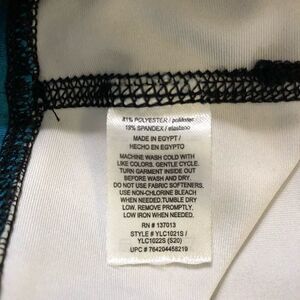 81% POLYESTER / poliéster
19% SPANDEX / elastano
MADE IN EGYPT /
HECHO EN EGYPTO
MACHINE WASH COLD WITH
LIKE COLORS. GENTLE CYCLE.
TURN GARMENT INSIDE OUT
BEFORE WASH AND DRY.
DO NOT USE FABRIC SOFTENERS.
USE NON-CHLORINE BLEACH
WHEN NEEDED.TUMBLE DRY
LOW. REMOVE PROMPTLY.
LOW IRON WHEN NEEDED.
RN # 137013
STYLE # YLC1021S /
YLC1022S (S20)
UPC # 764204458219